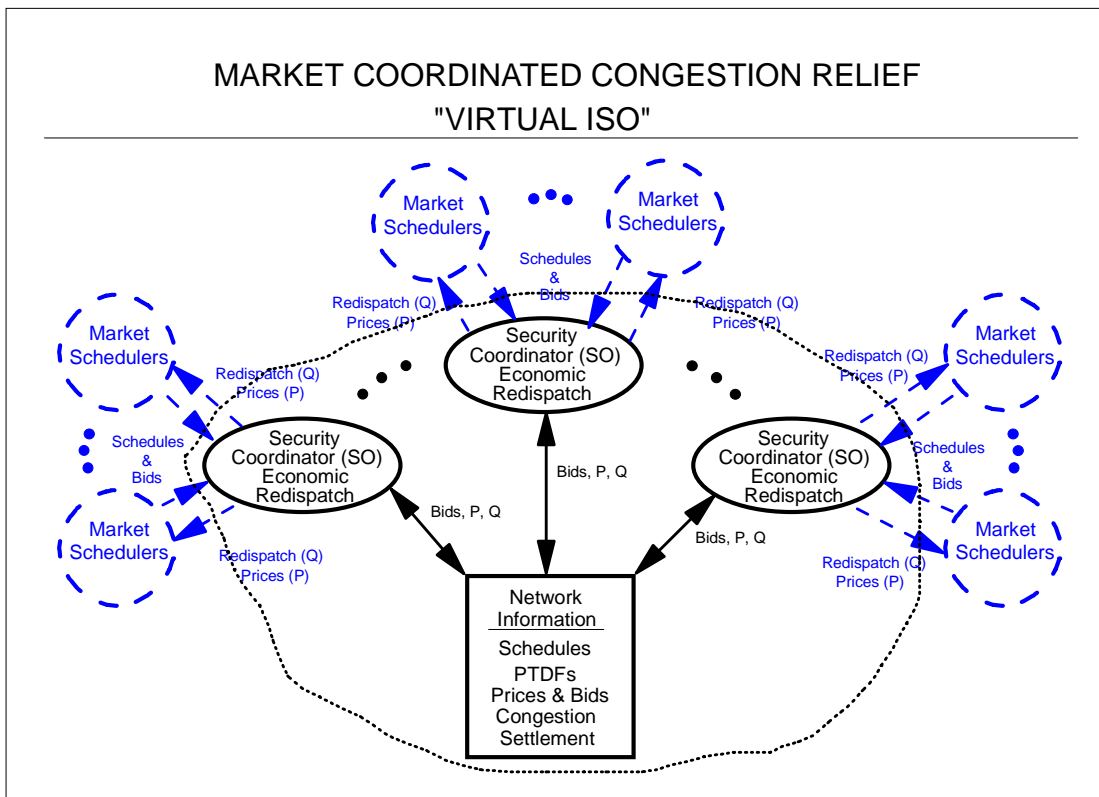 MARKET COORDINATED CONGESTION RELIEF
"VIRTUAL ISO"
Market
Schedulers
Market
Schedulers
Schedules
&
Bids
Redispatch (Q)
Prices (P)
Redispatch (Q)
Prices (P)
Security
Coordinator (SO)
Economic
Redispatch
Market
Schedulers
Redispatch (Q)
Prices (P)
Schedules
&
Bids
Market
Schedulers
Redispatch (Q)
Prices (P)
Security
Coordinator (SO)
Economic
Redispatch
Market
Schedulers
Redispatch (Q)
Prices (P)
Schedules
&
Bids
Market
Schedulers
Redispatch (Q)
Prices (P)
Security
Coordinator (SO)
Economic
Redispatch
Bids, P, Q
Bids, P, Q
Bids, P, Q
Network
Information
Schedules
PTDFs
Prices & Bids
Congestion
Settlement